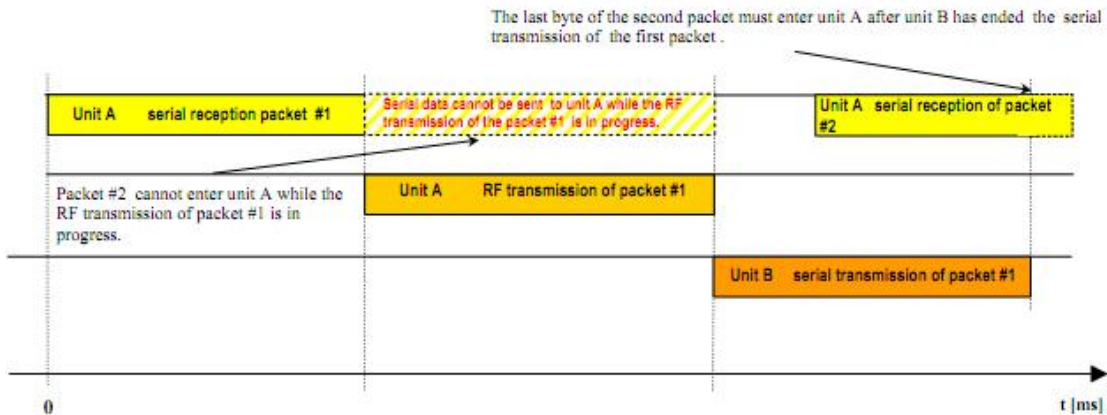 The last byte of the second packet must enter unit A after unit B has ended the serial
transmission of the first packet .
Unit A serial reception packet #1
Serial data cannot be sent to unit A while the RF
transmission of the packet #1 is in progress.
Unit A serial reception of packet
#2
Packet #2 cannot enter unit A while the
RF transmission of packet #1 is in
progress.
Unit A RF transmission of packet #1
Unit B serial transmission of packet #1
0
t [ms]